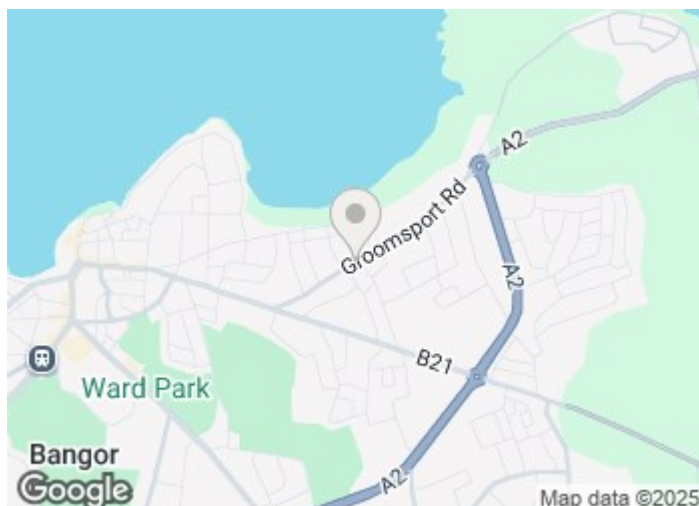 A2
Groomsport Rd
A2
B21
Ward Park
Bangor
A2
Google
Map data ©2025